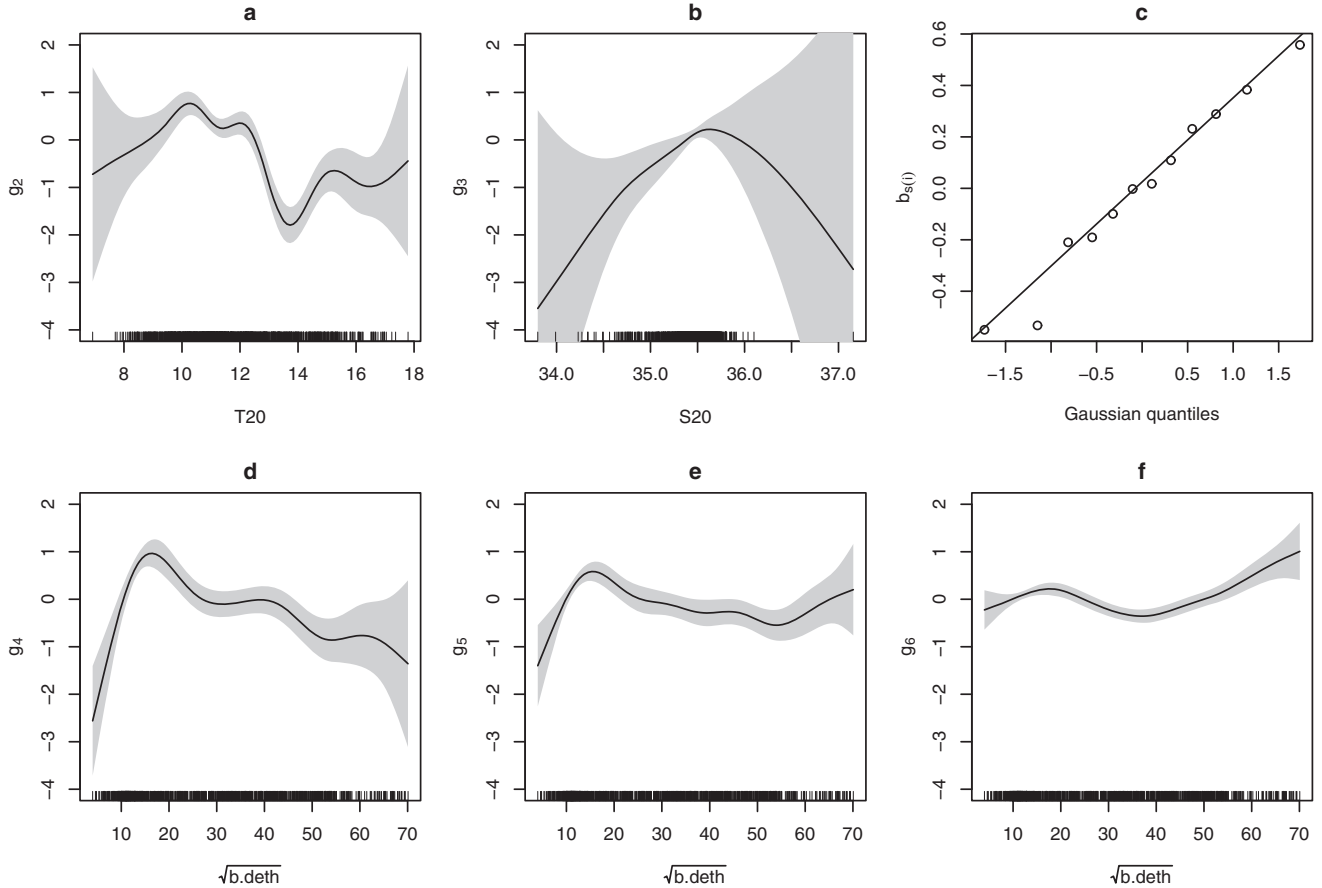 a
2
1
0
−1
−2
−3
−4
g2
8 10 12 14 16 18
T20
b
2
1
0
−1
−2
−3
−4
g3
34.0 35.0 36.0 37.0
S20
c
0.6
0.4
0.2
0.0
−0.2
−0.4
bs(i)
−1.5 −0.5 0.5 1.0 1.5
Gaussian quantiles
d
2
1
0
−1
−2
−3
−4
g4
10 20 30 40 50 60 70
√b.deth
e
2
1
0
−1
−2
−3
−4
g5
10 20 30 40 50 60 70
√b.deth
f
2
1
0
−1
−2
−3
−4
g6
10 20 30 40 50 60 70
√b.deth